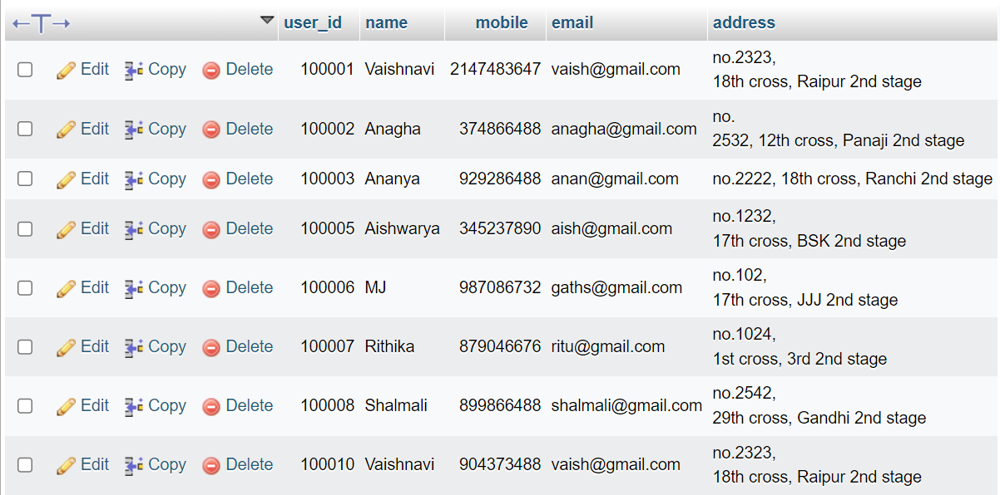 user_id name mobile email address
Edit Copy Delete 100001 Vaishnavi 2147483647 vaish@gmail.com no.2323,
18th cross, Raipur 2nd stage
Edit Copy Delete 100002 Anagha 374866488 anagha@gmail.com no.
2532, 12th cross, Panaji 2nd stage
Edit Copy Delete 100003 Ananya 929286488 anan@gmail.com no.2222, 18th cross, Ranchi 2nd stage
Edit Copy Delete 100005 Aishwarya 345237890 aish@gmail.com no.1232,
17th cross, BSK 2nd stage
Edit Copy Delete 100006 MJ 987086732 gaths@gmail.com no.102,
17th cross, JJJ 2nd stage
Edit Copy Delete 100007 Rithika 879046676 ritu@gmail.com no.1024,
1st cross, 3rd 2nd stage
Edit Copy Delete 100008 Shalmali 899866488 shalmali@gmail.com no.2542,
29th cross, Gandhi 2nd stage
Edit Copy Delete 100010 Vaishnavi 904373488 vaish@gmail.com no.2323,
18th cross, Raipur 2nd stage